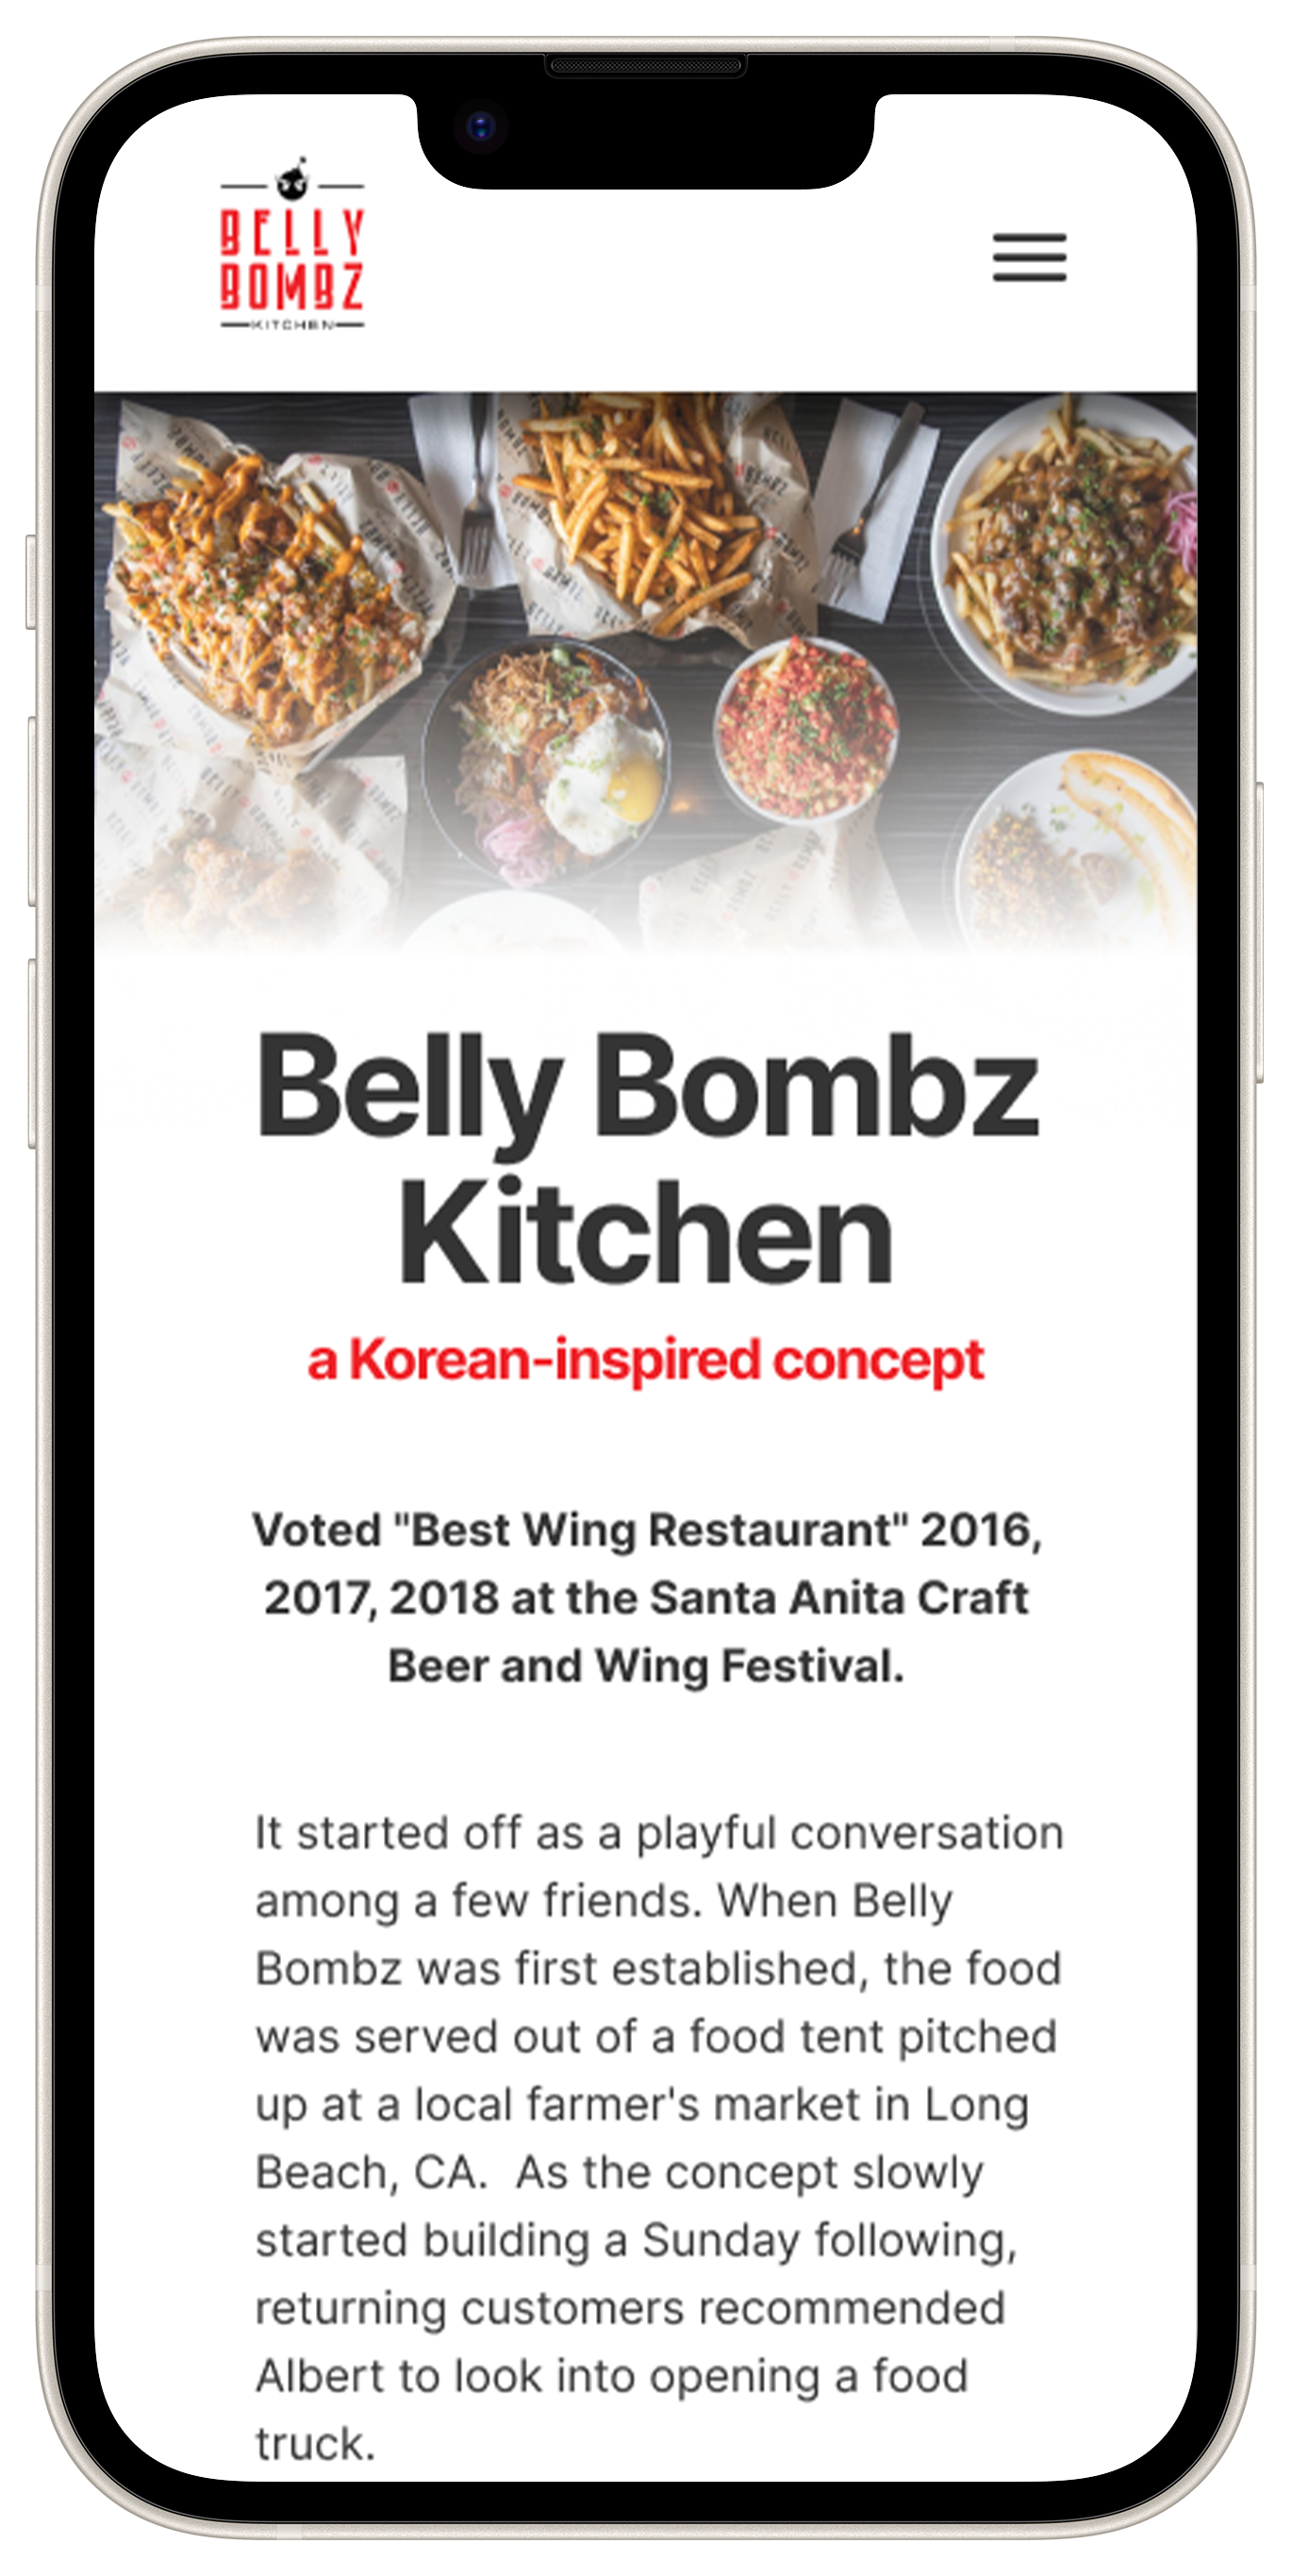 BELLY
BOMBZ
KITCHEN
Belly Bombz
Kitchen
a Korean-inspired concept
Voted "Best Wing Restaurant" 2016,
2017, 2018 at the Santa Anita Craft
Beer and Wing Festival.
It started off as a playful conversation
among a few friends. When Belly
Bombz was first established, the food
was served out of a food tent pitched
up at a local farmer's market in Long
Beach, CA.  As the concept slowly
started building a Sunday following,
returning customers recommended
Albert to look into opening a food
truck.